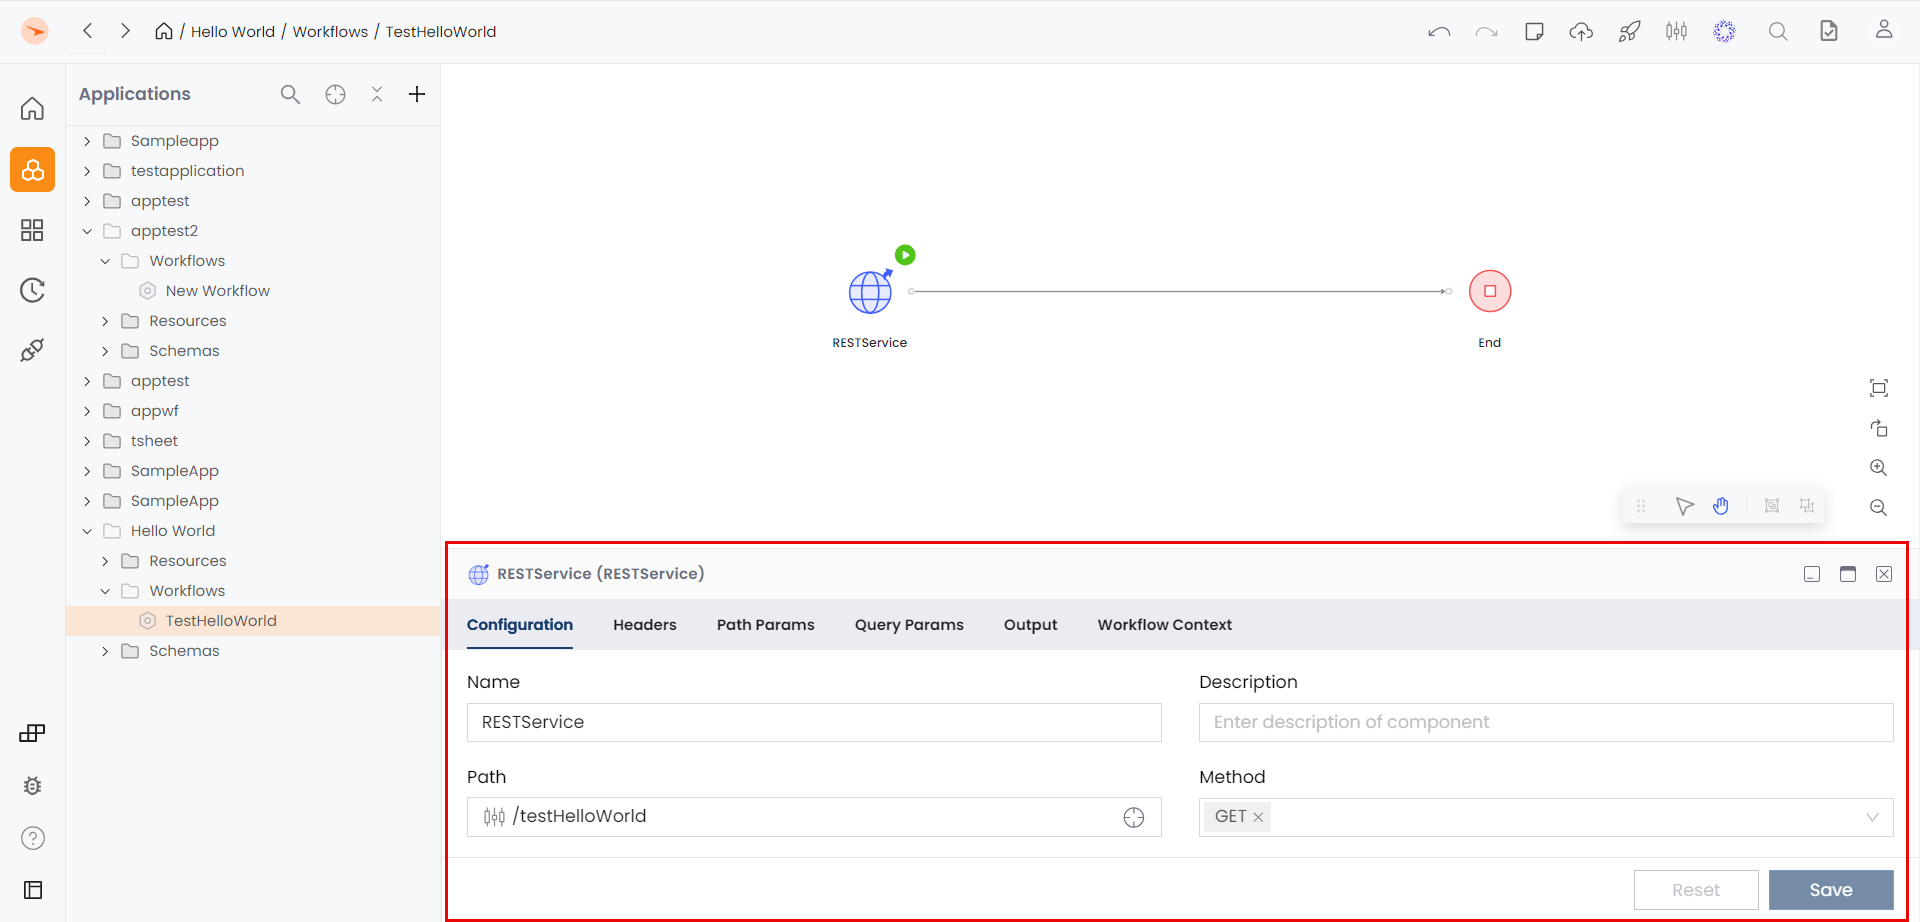 / Hello World / Workflows / TestHelloWorld
Applications
Sampleapp
testapplication
apptest
apptest2
Workflows
New Workflow
Resources
Schemas
apptest
appwf
tsheet
SampleApp
SampleApp
Hello World
Resources
Workflows
TestHelloWorld
Schemas
RESTService
End
RESTService (RESTService)
Configuration Headers Path Params Query Params Output Workflow Context
Name
RESTService
Description
Enter description of component
Path
/testHelloWorld
Method
GET
Reset Save